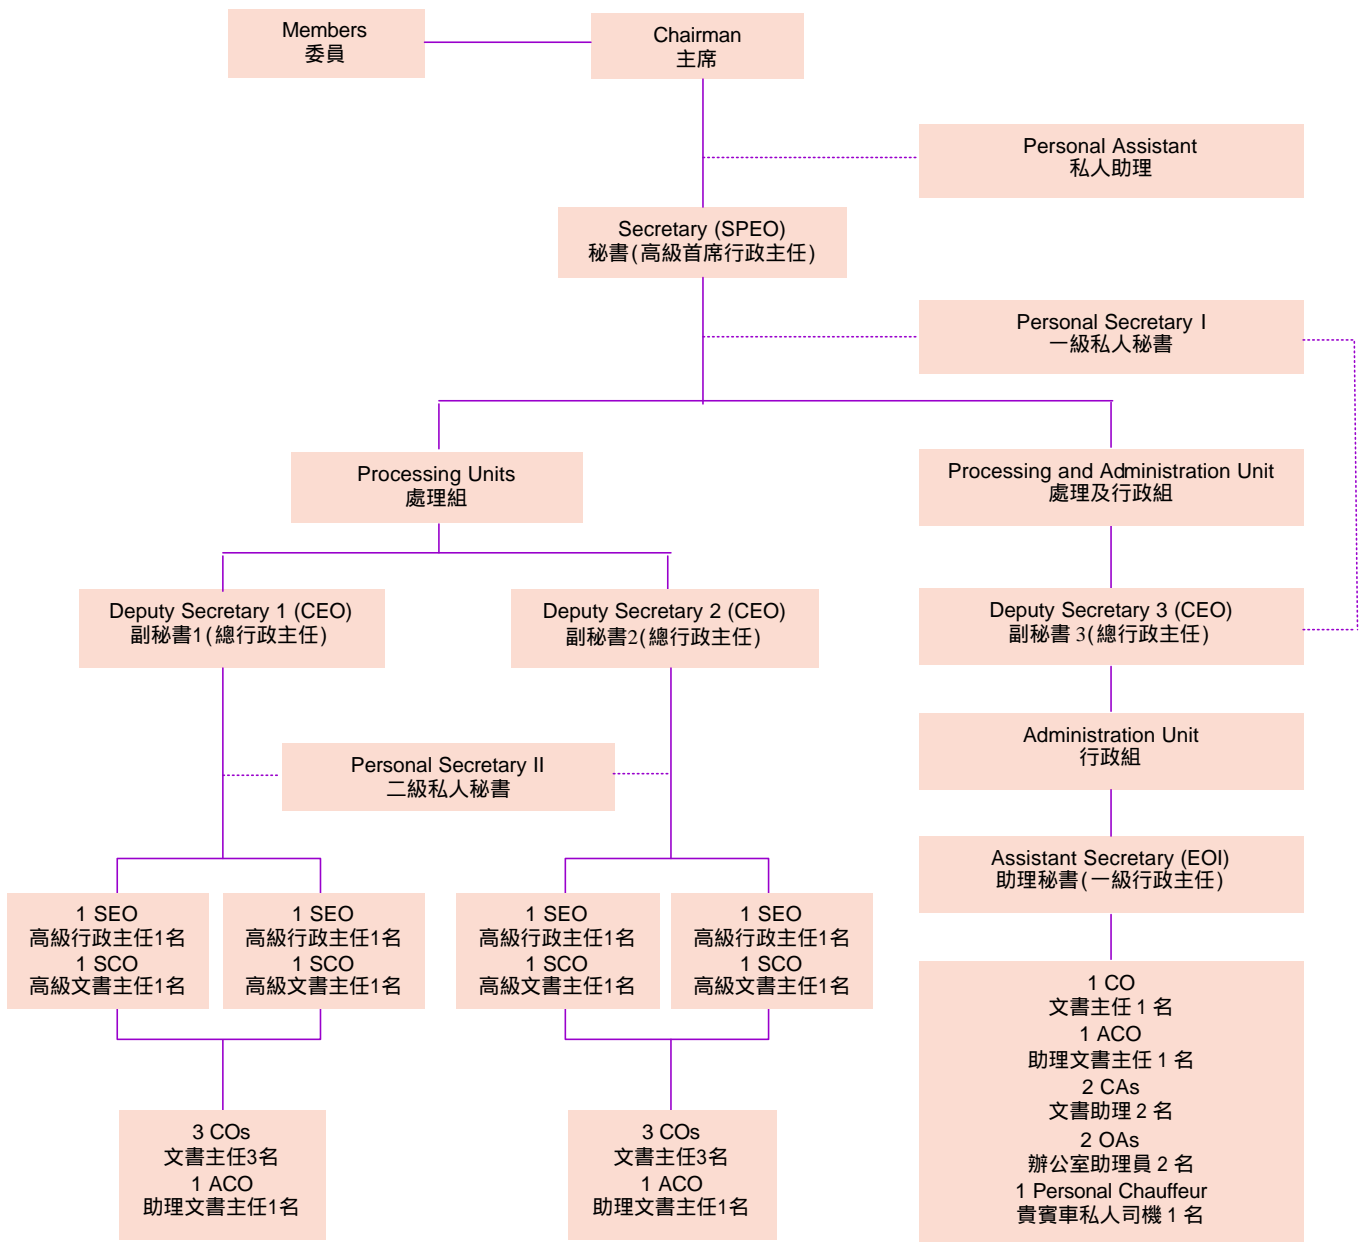 Members
委員
Chairman
主席
Personal Assistant
私人助理
Secretary (SPEO)
秘書(高級首席行政主任)
Personal Secretary I
一級私人秘書
Processing Units
處理組
Processing and Administration Unit
處理及行政組
Deputy Secretary 1 (CEO)
副秘書1(總行政主任)
Deputy Secretary 2 (CEO)
副秘書2(總行政主任)
Deputy Secretary 3 (CEO)
副秘書 3(總行政主任)
Personal Secretary II
二級私人秘書
Administration Unit
行政組
Assistant Secretary (EOI)
助理秘書(一級行政主任)
1 SEO
高級行政主任1名
1 SCO
高級文書主任1名
1 SEO
高級行政主任1名
1 SCO
高級文書主任1名
1 SEO
高級行政主任1名
1 SCO
高級文書主任1名
1 SEO
高級行政主任1名
1 SCO
高級文書主任1名
3 COs
文書主任3名
1 ACO
助理文書主任1名
3 COs
文書主任3名
1 ACO
助理文書主任1名
1 CO
文書主任 1 名
1 ACO
助理文書主任 1 名
2 CAs
文書助理 2 名
2 OAs
辦公室助理員 2 名
1 Personal Chauffeur
貴賓車私人司機 1 名